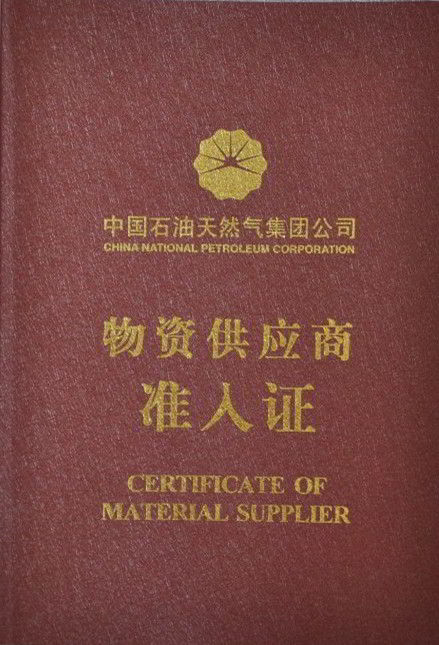 中国石油天然气集团公司
CHINA NATIONAL PETROLEUM CORPORATION
物资供应商
准入证
CERTIFICATE OF
MATERIAL SUPPLIER